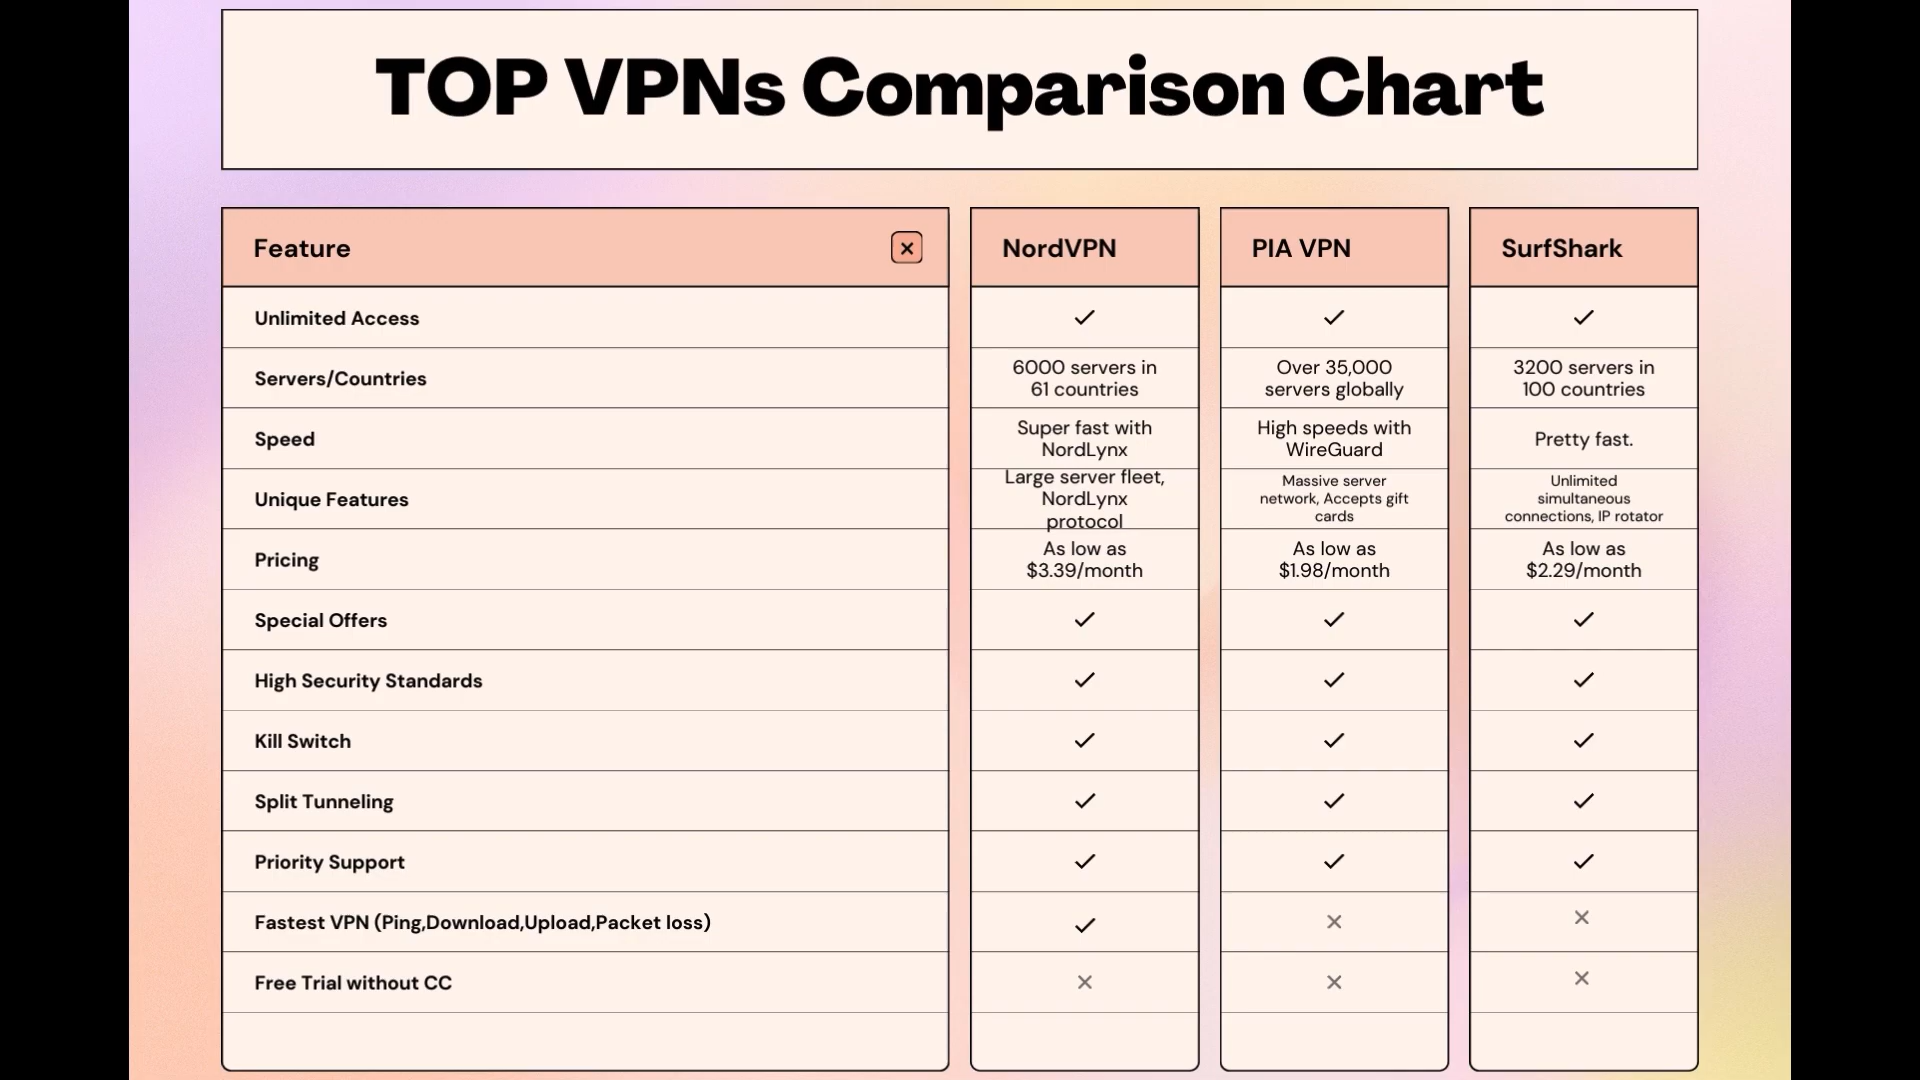 TOP VPNs Comparison Chart
Feature
NordVPN
PIA VPN
SurfShark
Unlimited Access
✓
✓
✓
Servers/Countries
6000 servers in
61 countries
Over 35,000
servers globally
3200 servers in
100 countries
Speed
Super fast with
NordLynx
High speeds with
WireGuard
Pretty fast.
Unique Features
Large server fleet,
NordLynx
protocol
Massive server
network, Accepts gift
cards
Unlimited
simultaneous
connections, IP rotator
Pricing
As low as
$3.39/month
As low as
$1.98/month
As low as
$2.29/month
Special Offers
✓
✓
✓
High Security Standards
✓
✓
✓
Kill Switch
✓
✓
✓
Split Tunneling
✓
✓
✓
Priority Support
✓
✓
✓
Fastest VPN (Ping,Download,Upload,Packet loss)
✓
✕
✕
Free Trial without CC
✕
✕
✕